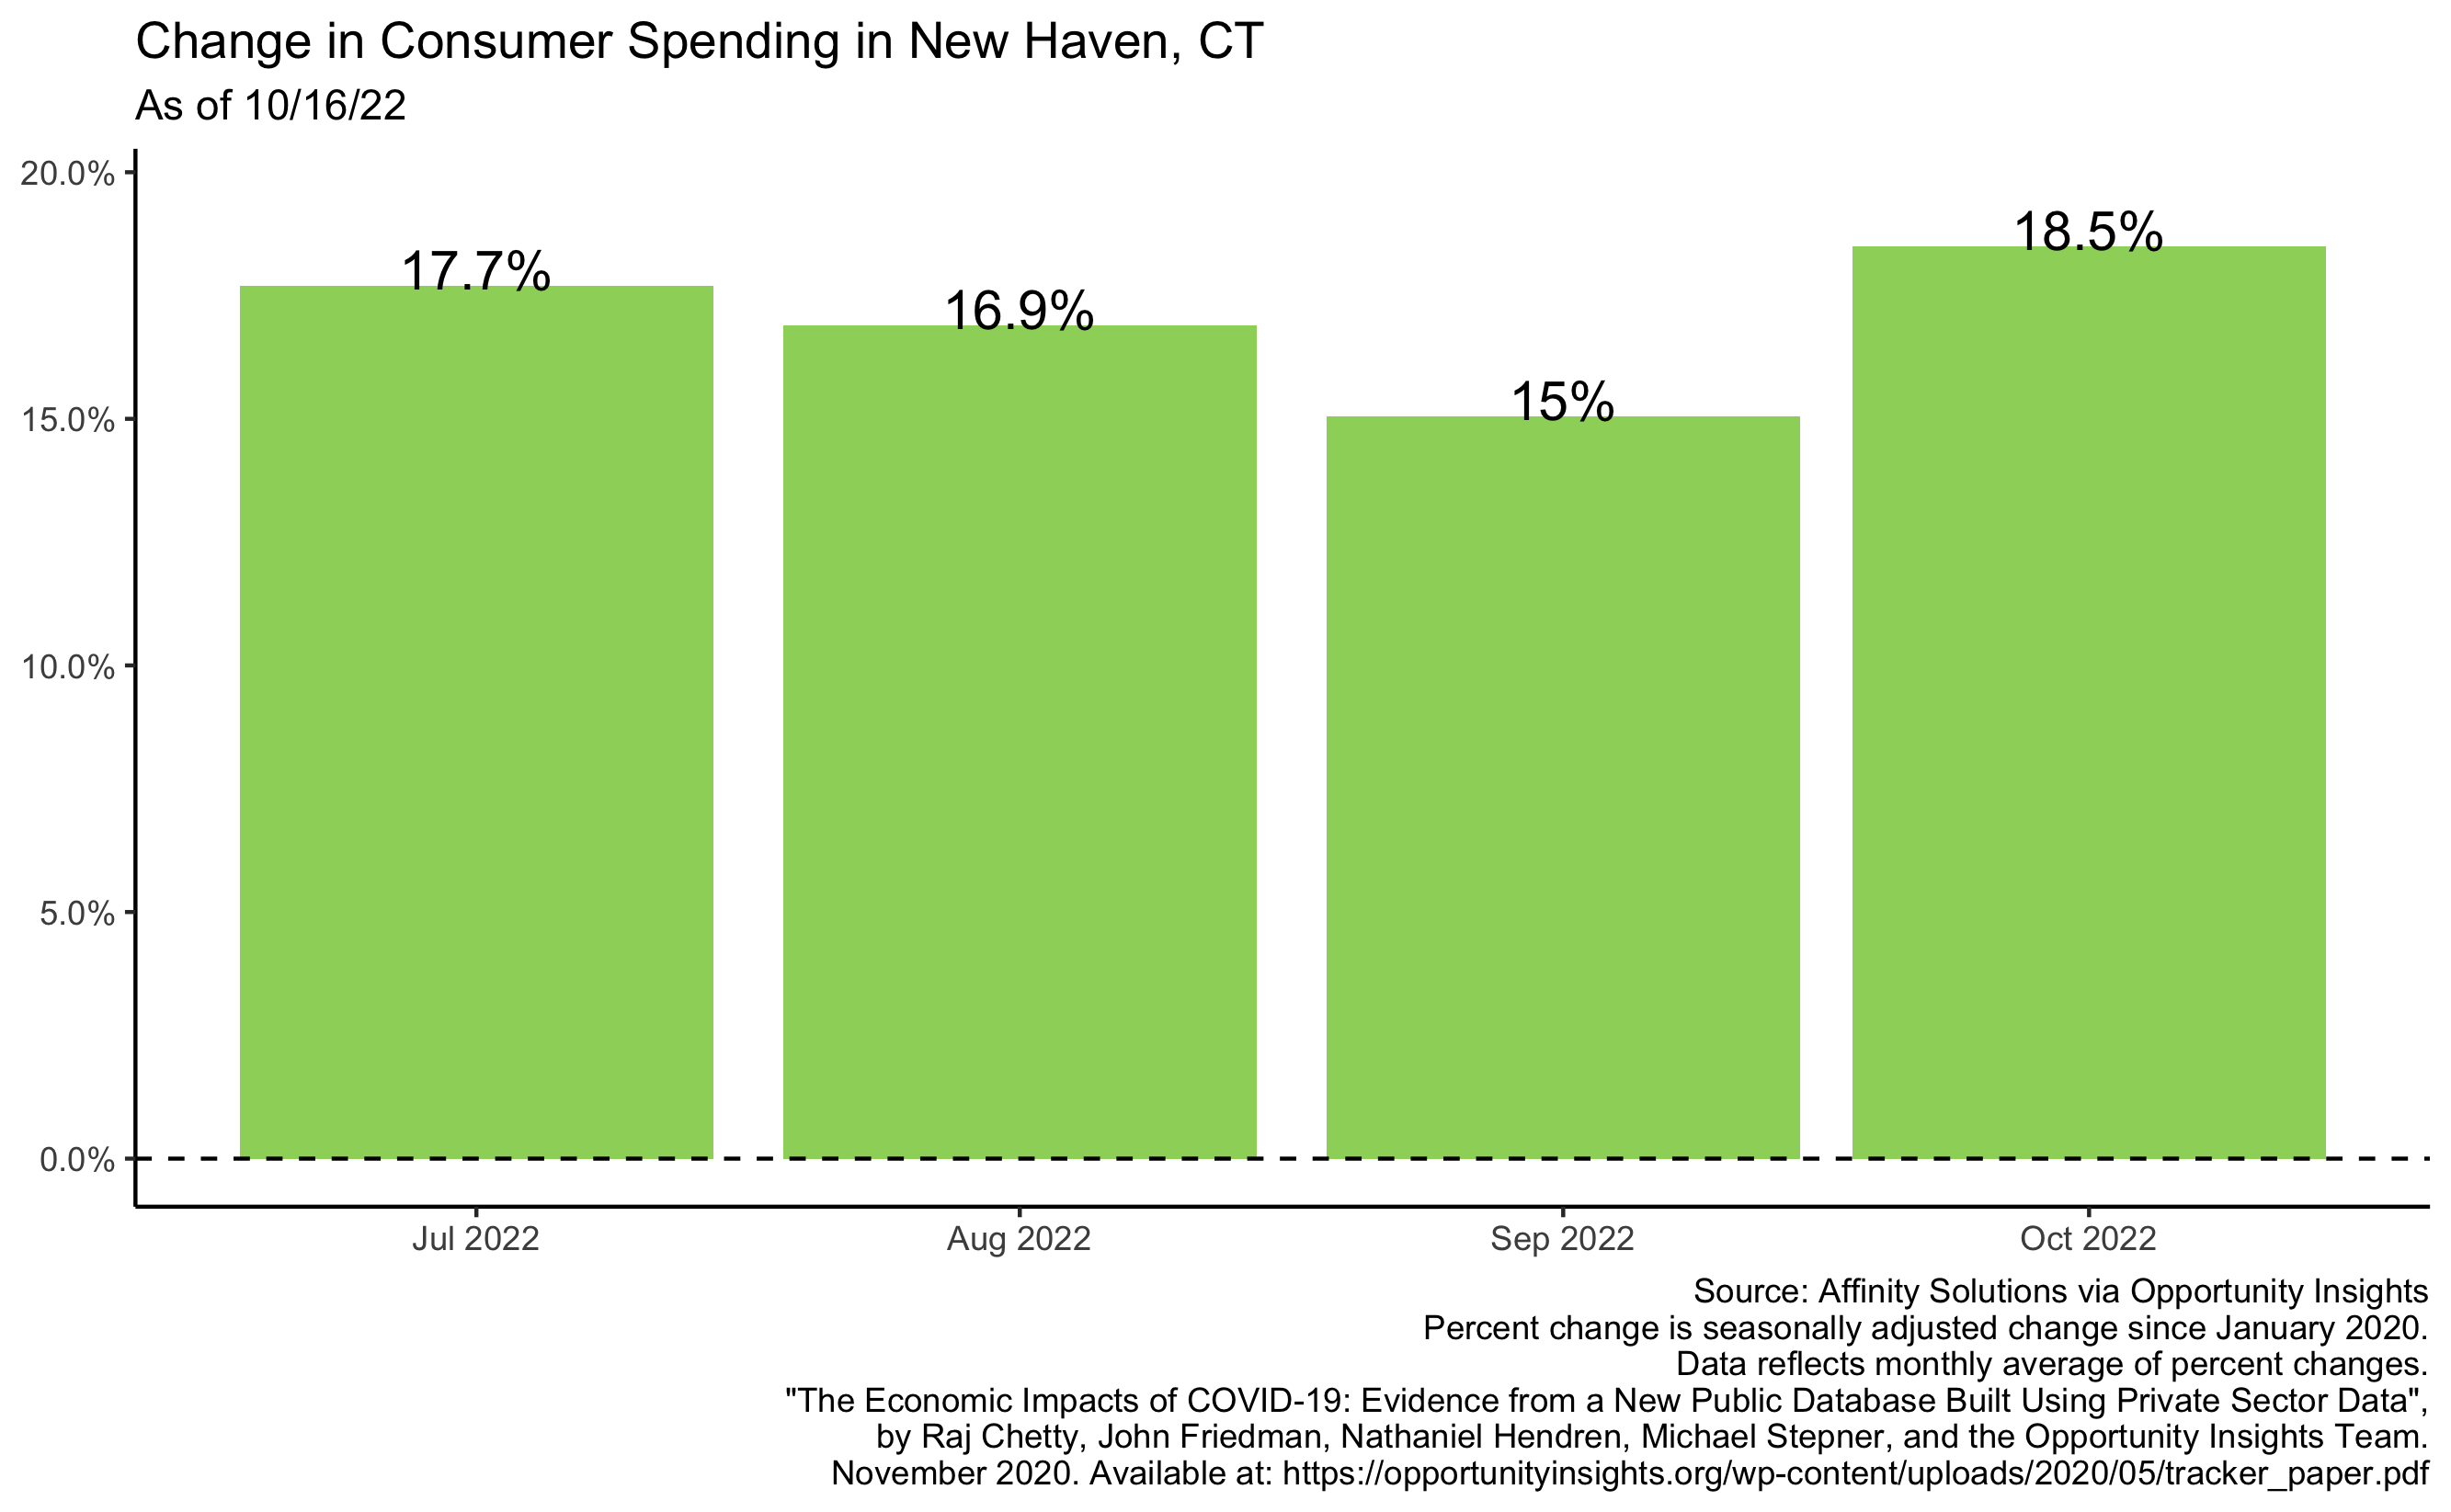 Change in Consumer Spending in New Haven, CT
As of 10/16/22
20.0%
15.0%
10.0%
5.0%
0.0%
17.7%
16.9%
15%
18.5%
Jul 2022
Aug 2022
Sep 2022
Oct 2022
Source: Affinity Solutions via Opportunity Insights
Percent change is seasonally adjusted change since January 2020.
Data reflects monthly average of percent changes.
"The Economic Impacts of COVID-19: Evidence from a New Public Database Built Using Private Sector Data",
by Raj Chetty, John Friedman, Nathaniel Hendren, Michael Stepner, and the Opportunity Insights Team.
November 2020. Available at: https://opportunityinsights.org/wp-content/uploads/2020/05/tracker_paper.pdf